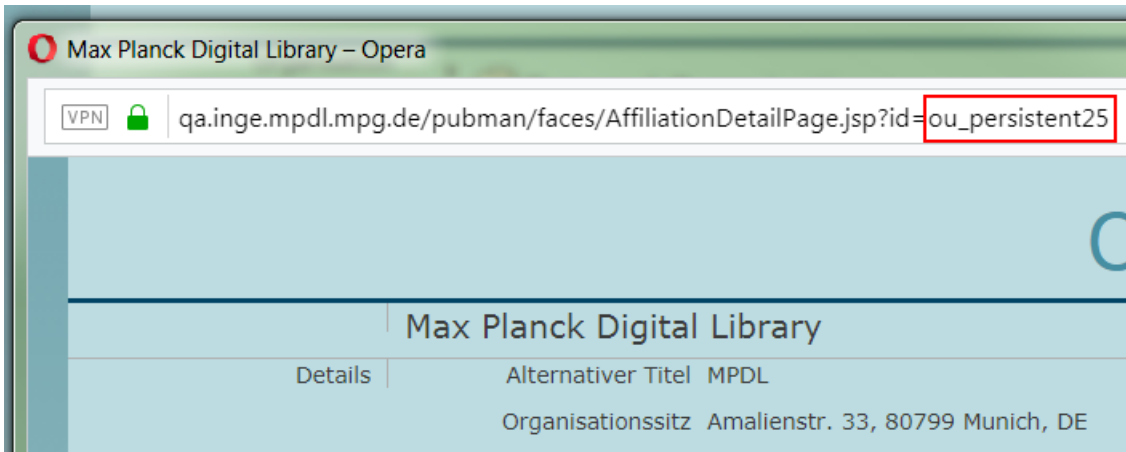 Max Planck Digital Library – Opera
VPN qa.inge.mpdl.mpg.de/pubman/faces/AffiliationDetailPage.jsp?id=ou_persistent25
Max Planck Digital Library
Details Alternativer Titel MPDL
Organisationssitz Amalienstr. 33, 80799 Munich, DE